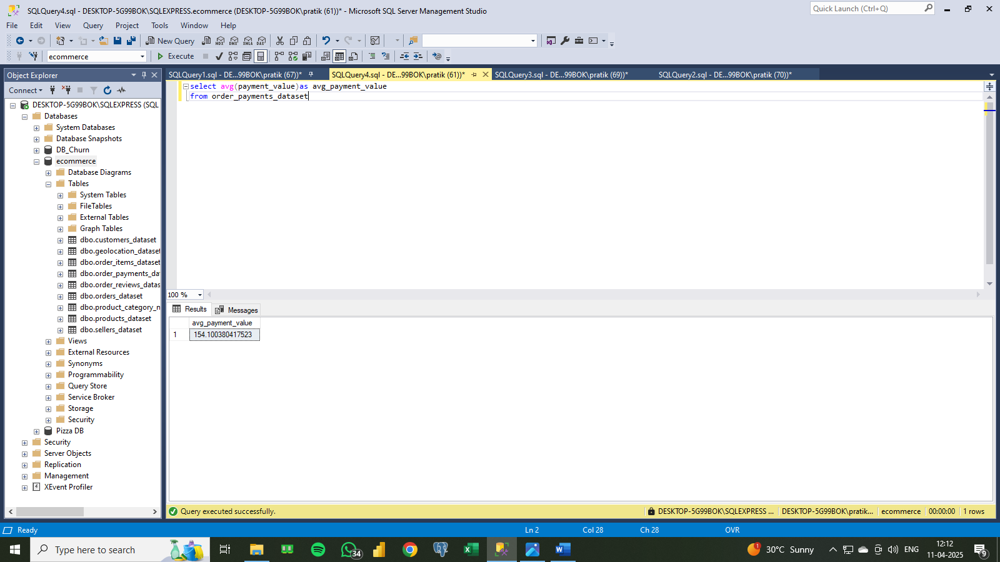 SQLQuery4.sql - DESKTOP-5G99BOK\SQLEXPRESS.ecommerce (DESKTOP-5G99BOK\pratik (61))* - Microsoft SQL Server Management Studio
Quick Launch (Ctrl+Q)
File Edit View Query Project Tools Window Help
New Query MDX DMX XMLA DAX
ecommerce Execute
Object Explorer
SQLQuery1.sql - DE...99BOK\pratik (67))* SQLQuery4.sql - DE...99BOK\pratik (61))* SQLQuery3.sql - DE...99BOK\pratik (69))* SQLQuery2.sql - DE...99BOK\pratik (70))*
Connect
DESKTOP-5G99BOK\SQLEXPRESS (SQL
Databases
System Databases
Database Snapshots
DB_Churn
ecommerce
Database Diagrams
Tables
System Tables
FileTables
External Tables
Graph Tables
dbo.customers_dataset
dbo.geolocation_dataset
dbo.order_items_dataset
dbo.order_payments_da
dbo.order_reviews_datas
dbo.orders_dataset
dbo.product_category_n
dbo.products_dataset
dbo.sellers_dataset
Views
External Resources
Synonyms
Programmability
Query Store
Service Broker
Storage
Security
Pizza DB
Security
Server Objects
Replication
Management
XEvent Profiler
select avg(payment_value)as avg_payment_value
from order_payments_dataset
100 %
Results Messages
avg_payment_value
1 154.100380417523
Query executed successfully. DESKTOP-5G99BOK\SQLEXPRESS ... DESKTOP-5G99BOK\pratik... ecommerce 00:00:00 1 rows
Ready Ln 2 Col 28 Ch 28 OVR
Type here to search 34 1 30°C Sunny ENG 12:12
11-04-2025 9